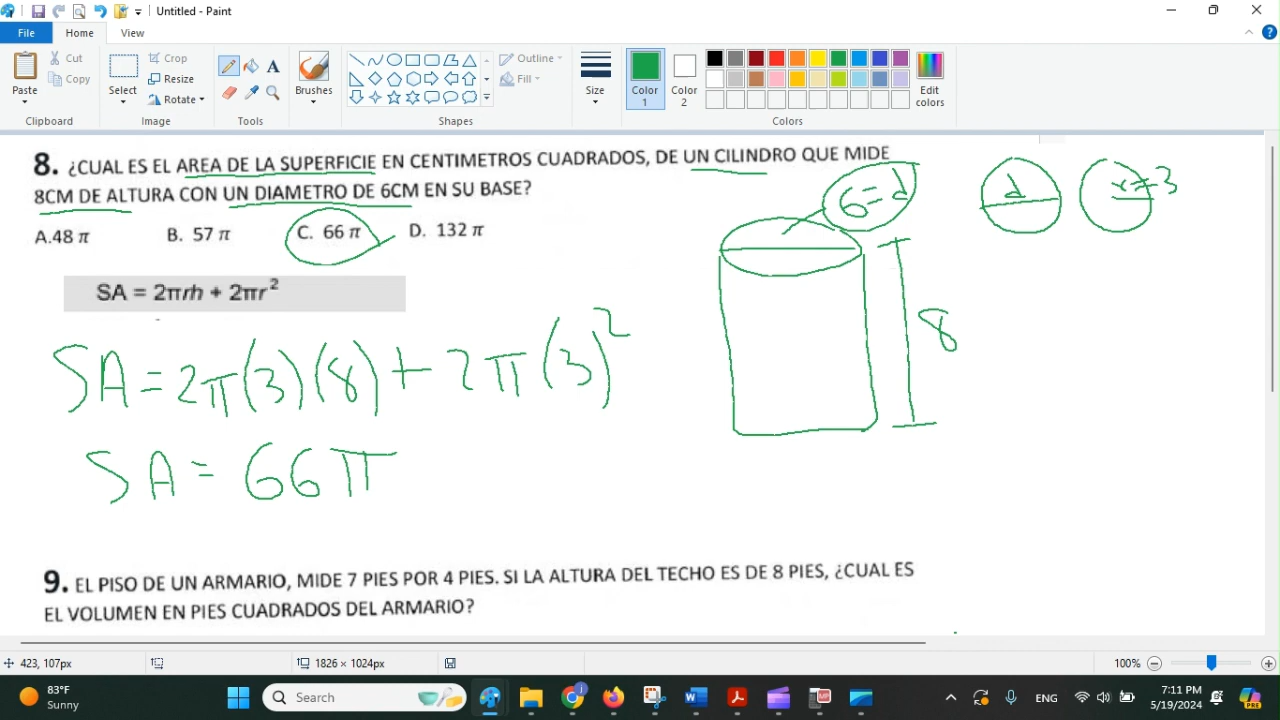 Untitled - Paint
File Home View
Paste Cut Copy Clipboard
Select Crop Resize Rotate Image
A Tools
Brushes
Outline Fill Shapes
Size
Color 1 Color 2 Edit colors Colors
8. ¿CUAL ES EL AREA DE LA SUPERFICIE EN CENTIMETROS CUADRADOS, DE UN CILINDRO QUE MIDE
8CM DE ALTURA CON UN DIAMETRO DE 6CM EN SU BASE?
A.48 π B. 57 π C. 66 π D. 132 π
6=d
d
r=3
SA = 2πrh + 2πr²
8
SA=2π(3)(8)+2π(3)²
SA=66π
9. EL PISO DE UN ARMARIO, MIDE 7 PIES POR 4 PIES. SI LA ALTURA DEL TECHO ES DE 8 PIES, ¿CUAL ES
EL VOLUMEN EN PIES CUADRADOS DEL ARMARIO?
423, 107px 1826 × 1024px 100%
83°F
Sunny
Search
ENG
7:11 PM
5/19/2024
PRE